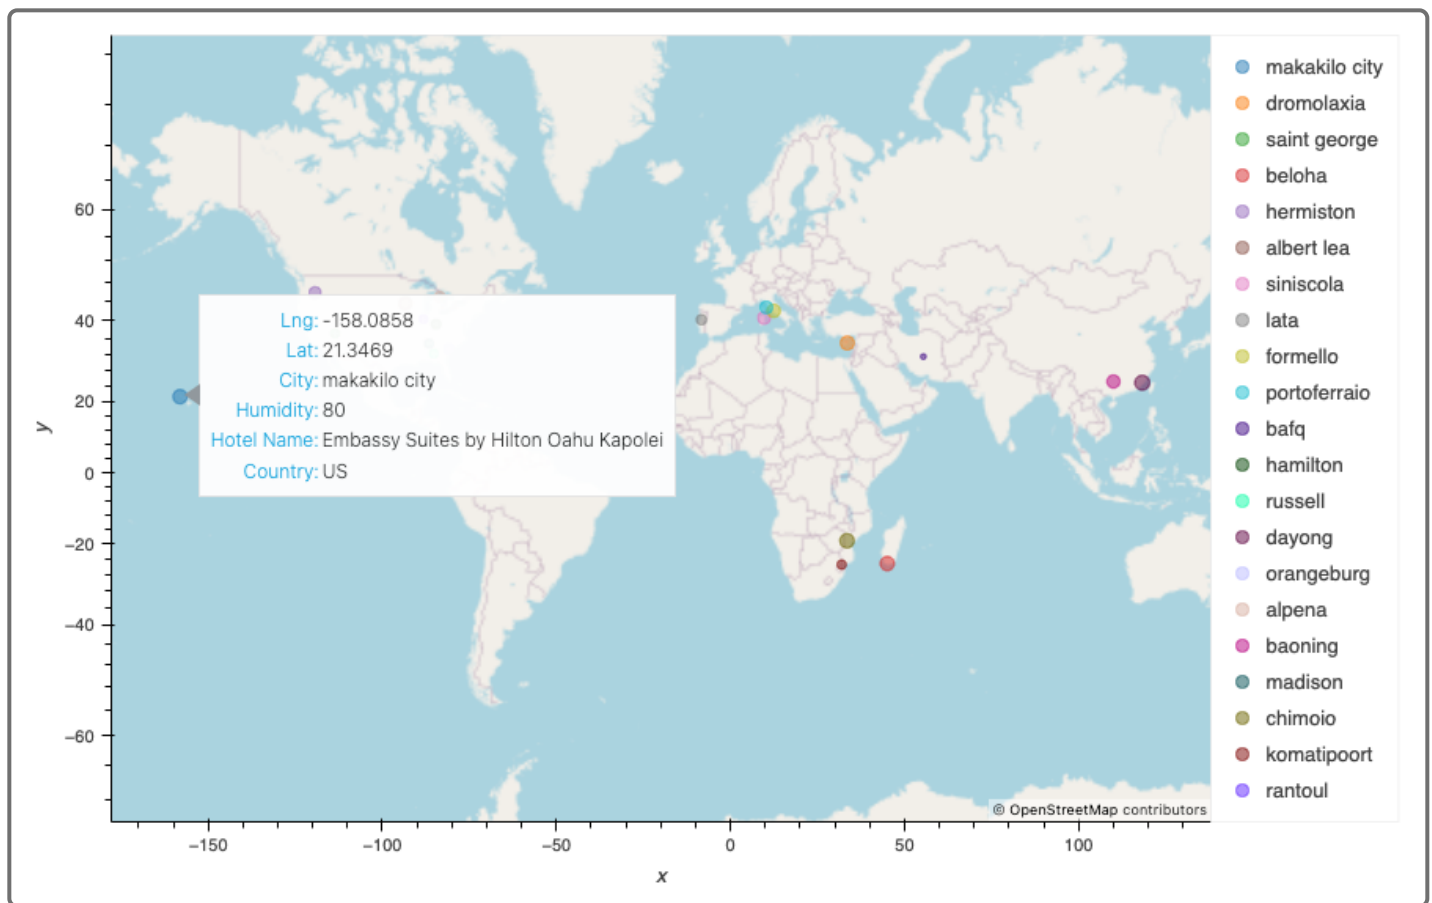 makakilo city
dromolaxia
saint george
beloha
hermiston
albert lea
siniscola
lata
formello
portoferraio
bafq
hamilton
russell
dayong
orangeburg
alpena
baoning
madison
chimoio
komatipoort
rantoul
Lng: -158.0858
Lat: 21.3469
City: makakilo city
Humidity: 80
Hotel Name: Embassy Suites by Hilton Oahu Kapolei
Country: US
60
40
20
0
−20
−40
−60
y
© OpenStreetMap contributors
−150 −100 −50 0 50 100
x